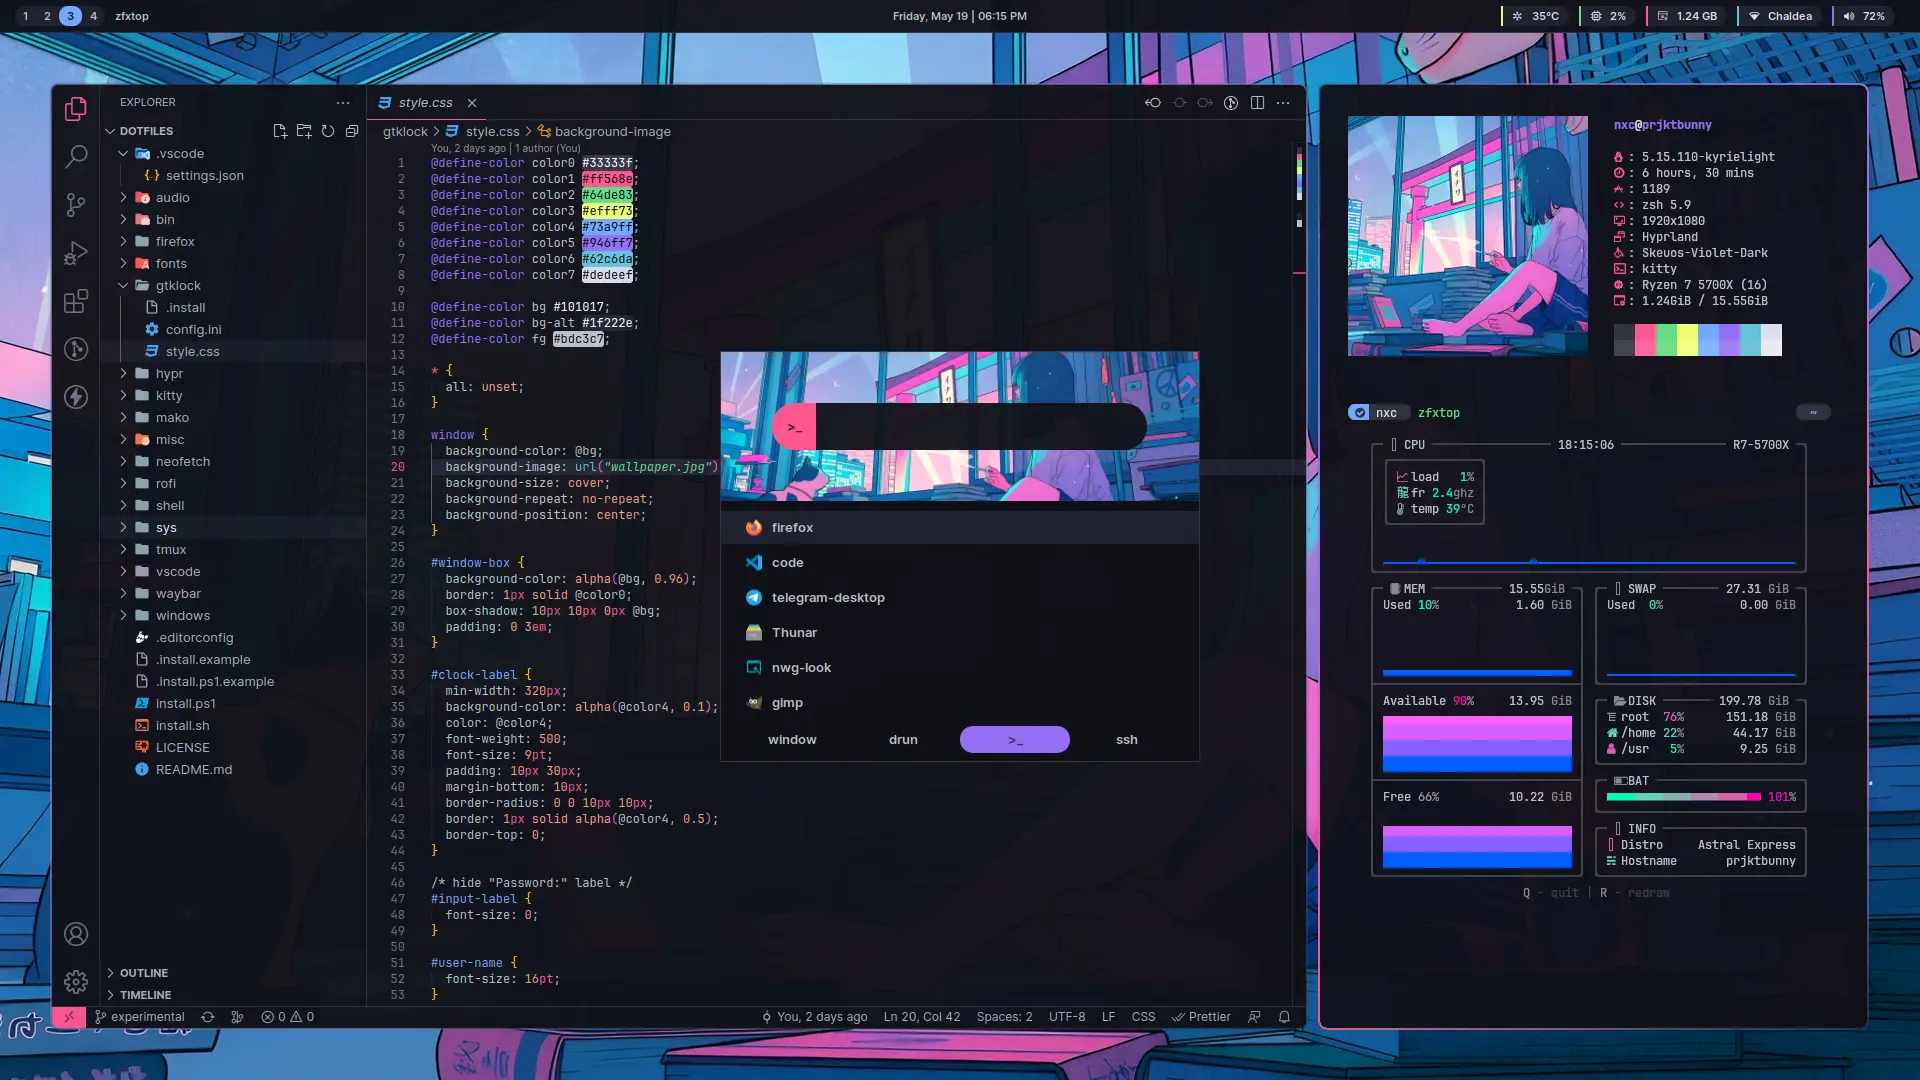 1 2 3 4 zfxtop
Friday, May 19 | 06:15 PM
35°C 2% 1.24 GB Chaldea 72%
EXPLORER
DOTFILES
.vscode
settings.json
audio
bin
firefox
fonts
gtklock
.install
config.ini
style.css
hypr
kitty
mako
misc
neofetch
rofi
shell
sys
tmux
vscode
waybar
windows
.editorconfig
.install.example
.install.ps1.example
install.ps1
install.sh
LICENSE
README.md
OUTLINE
TIMELINE
style.css
gtklock > style.css > background-image
You, 2 days ago | 1 author (You)
1 @define-color color0 #33333f;
2 @define-color color1 #ff568e;
3 @define-color color2 #64de83;
4 @define-color color3 #efff73;
5 @define-color color4 #73a9ff;
6 @define-color color5 #946ff7;
7 @define-color color6 #62c6da;
8 @define-color color7 #dedeef;
9
10 @define-color bg #101017;
11 @define-color bg-alt #1f222e;
12 @define-color fg #bdc3c7;
13
14 * {
15 all: unset;
16 }
17
18 window {
19 background-color: @bg;
20 background-image: url("wallpaper.jpg")
21 background-size: cover;
22 background-repeat: no-repeat;
23 background-position: center;
24 }
25
26 #window-box {
27 background-color: alpha(@bg, 0.96);
28 border: 1px solid @color0;
29 box-shadow: 10px 10px 0px @bg;
30 padding: 0 3em;
31 }
32
33 #clock-label {
34 min-width: 320px;
35 background-color: alpha(@color4, 0.1);
36 color: @color4;
37 font-weight: 500;
38 font-size: 9pt;
39 padding: 10px 30px;
40 margin-bottom: 10px;
41 border-radius: 0 0 10px 10px;
42 border: 1px solid alpha(@color4, 0.5);
43 border-top: 0;
44 }
45
46 /* hide "Password:" label */
47 #input-label {
48 font-size: 0;
49 }
50
51 #user-name {
52 font-size: 16pt;
53 }
experimental 0 0
You, 2 days ago Ln 20, Col 42 Spaces: 2 UTF-8 LF CSS Prettier
>_
firefox
code
telegram-desktop
Thunar
nwg-look
gimp
window drun >_ ssh
nxc@prjktbunny
: 5.15.110-kyrielight
: 6 hours, 30 mins
: 1189
: zsh 5.9
: 1920x1080
: Hyprland
: Skeuos-Violet-Dark
: kitty
: Ryzen 7 5700X (16)
: 1.24GiB / 15.55GiB
nxc zfxtop ~
CPU 18:15:06 R7-5700X
load 1%
龍fr 2.4ghz
temp 39°C
MEM 15.55GiB
Used 10% 1.60 GiB
Available 90% 13.95 GiB
Free 66% 10.22 GiB
SWAP 27.31 GiB
Used 0% 0.00 GiB
DISK 199.78 GiB
root 76% 151.18 GiB
/home 22% 44.17 GiB
/usr 5% 9.25 GiB
BAT
101%
INFO
Distro Astral Express
Hostname prjktbunny
Q - quit | R - redraw